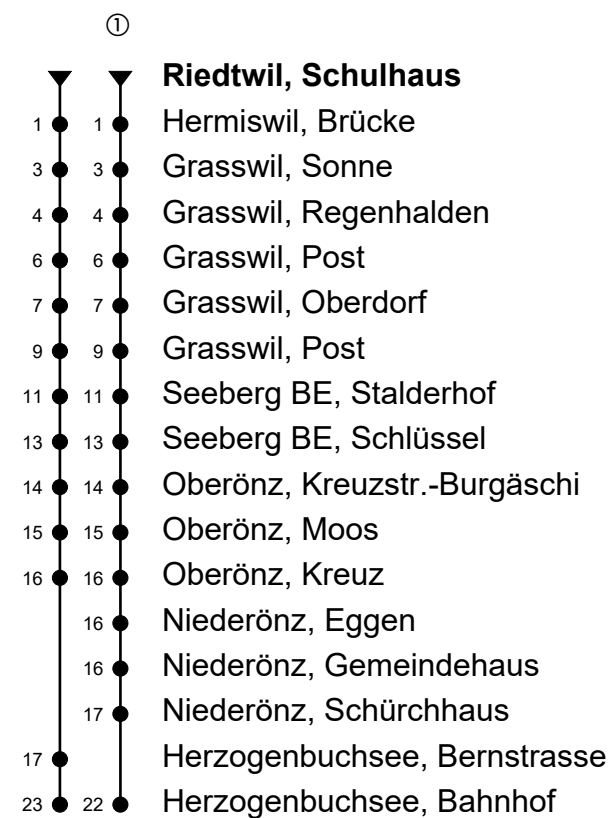 ①
Riedtwil, Schulhaus
1 1 Hermiswil, Brücke
3 3 Grasswil, Sonne
4 4 Grasswil, Regenhalden
6 6 Grasswil, Post
7 7 Grasswil, Oberdorf
9 9 Grasswil, Post
11 11 Seeberg BE, Stalderhof
13 13 Seeberg BE, Schlüssel
14 14 Oberönz, Kreuzstr.-Burgäschi
15 15 Oberönz, Moos
16 16 Oberönz, Kreuz
16 Niederönz, Eggen
16 Niederönz, Gemeindehaus
17 Niederönz, Schürchhaus
17 Herzogenbuchsee, Bernstrasse
23 22 Herzogenbuchsee, Bahnhof